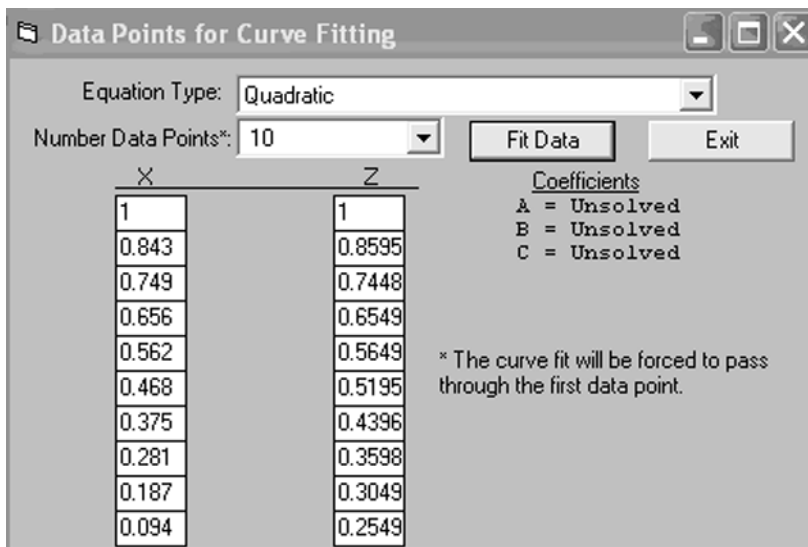 Data Points for Curve Fitting
Equation Type: Quadratic
Number Data Points*: 10 Fit Data Exit
X Z Coefficients
1 1 A = Unsolved
B = Unsolved
0.843 0.8595 C = Unsolved
0.749 0.7448
0.656 0.6549
0.562 0.5649 * The curve fit will be forced to pass
0.468 0.5195 through the first data point.
0.375 0.4396
0.281 0.3598
0.187 0.3049
0.094 0.2549